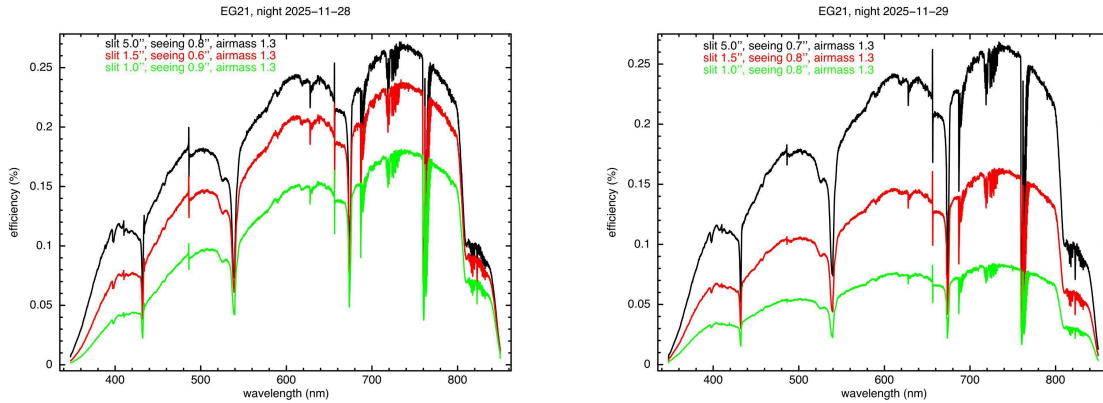 EG21, night 2025−11−28
slit 5.0'', seeing 0.8'', airmass 1.3
slit 1.5'', seeing 0.6'', airmass 1.3
slit 1.0'', seeing 0.9'', airmass 1.3
0.25
0.2
0.15
0.1
0.05
0
efficiency (%)
400 500 600 700 800
wavelength (nm)
EG21, night 2025−11−29
slit 5.0'', seeing 0.7'', airmass 1.3
slit 1.5'', seeing 0.8'', airmass 1.3
slit 1.0'', seeing 0.8'', airmass 1.3
0.25
0.2
0.15
0.1
0.05
0
efficiency (%)
400 500 600 700 800
wavelength (nm)